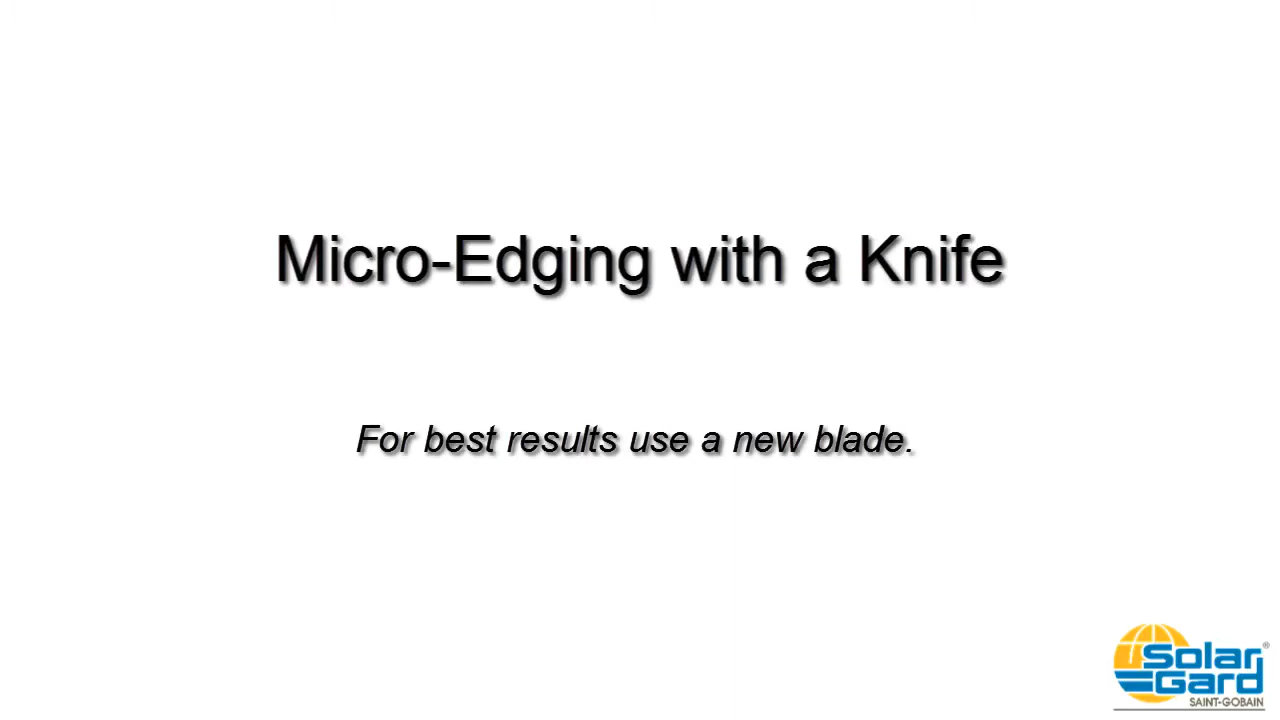 Micro-Edging with a Knife
For best results use a new blade.
Solar®
Gard
SAINT-GOBAIN